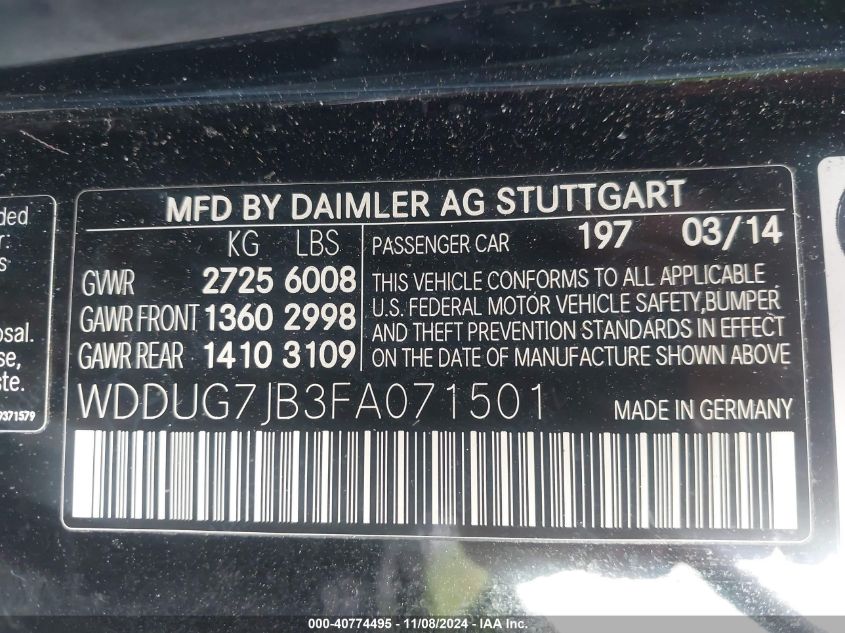 MFD BY DAIMLER AG STUTTGART
KG LBS
GVWR 2725 6008
GAWR FRONT 1360 2998
GAWR REAR 1410 3109
PASSENGER CAR 197 03/14
THIS VEHICLE CONFORMS TO ALL APPLICABLE
U.S. FEDERAL MOTOR VEHICLE SAFETY,BUMPER
AND THEFT PREVENTION STANDARDS IN EFFECT
ON THE DATE OF MANUFACTURE SHOWN ABOVE
WDDUG7JB3FA071501 MADE IN GERMANY
000-40774495 - 11/08/2024 - IAA Inc.